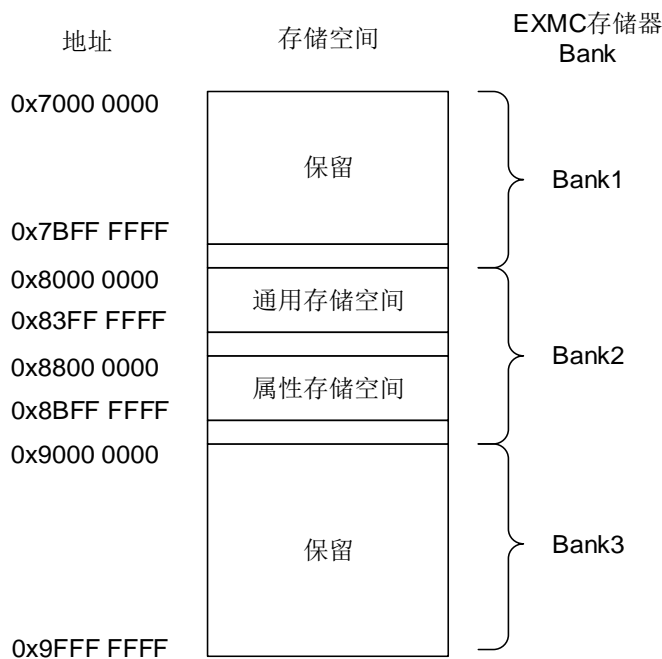 地址 存储空间 EXMC存储器
Bank
0x7000 0000
保留
Bank1
0x7BFF FFFF
0x8000 0000
通用存储空间
0x83FF FFFF
Bank2
0x8800 0000
属性存储空间
0x8BFF FFFF
0x9000 0000
保留 Bank3
0x9FFF FFFF